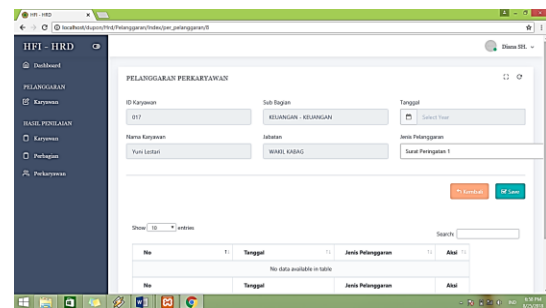 HFI - HRD
localhost/dupon/Hrd/Pelanggaran/index/per_pelanggaran/8
HFI - HRD
Diana SH.
Dashboard
PELANGGARAN
Karyawan
HASIL PENILAIAN
Karyawan
Perbagian
Perkaryawan
PELANGGARAN PERKARYAWAN
ID Karyawan Sub Bagian Tanggal
017 KEUANGAN - KEUANGAN Select Year
Nama Karyawan Jabatan Jenis Pelanggaran
Yuni Lestari WAKIL KABAG Surat Peringatan 1
Kembali Save
Show 10 entries
Search:
No Tanggal Jenis Pelanggaran Aksi
No data available in table
No Tanggal Jenis Pelanggaran Aksi